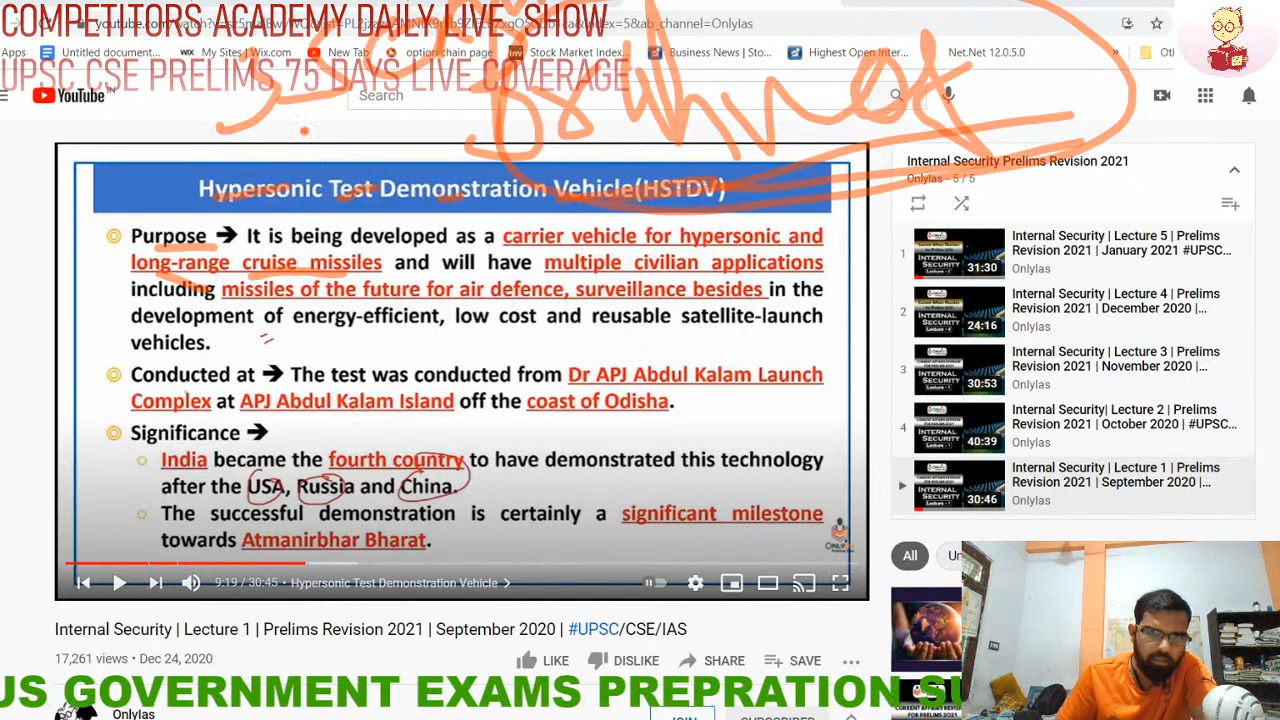 COMPETITORS ACADEMY DAILY LIVE SHOW
UPSC CSE PRELIMS 75 DAYS LIVE COVERAGE
Apps
Untitled document...
My Sites | Wix.com
New Tab
option chain
Stock Market Index...
Business News |...
Highest Open Inter...
Net.Net 12.0.5.0
YouTube
Search
Hypersonic Test Demonstration Vehicle(HSTDV)
Purpose ➔ It is being developed as a carrier vehicle for hypersonic and
long-range cruise missiles and will have multiple civilian applications
including missiles of the future for air defence, surveillance besides in the
development of energy-efficient, low cost and reusable satellite-launch
vehicles.
Conducted at ➔ The test was conducted from Dr APJ Abdul Kalam Launch
Complex at APJ Abdul Kalam Island off the coast of Odisha.
Significance ➔
India became the fourth country to have demonstrated this technology
after the USA, Russia and China.
The successful demonstration is certainly a significant milestone
towards Atmanirbhar Bharat.
9:19 / 30:45 • Hypersonic Test Demonstration Vehicle >
Internal Security | Lecture 1 | Prelims Revision 2021 | September 2020 | #UPSC/CSE/IAS
17,261 views • Dec 24, 2020
LIKE
DISLIKE
SHARE
SAVE
OnlyIas
SUBSCRIBED
Internal Security Prelims Revision 2021
OnlyIas - 5 / 5
1
31:30
Internal Security | Lecture 5 | Prelims
Revision 2021 | January 2021 #UPSC...
OnlyIas
2
24:16
Internal Security | Lecture 4 | Prelims
Revision 2021 | December 2020 |...
OnlyIas
3
30:53
Internal Security | Lecture 3 | Prelims
Revision 2021 | November 2020 |...
OnlyIas
4
40:39
Internal Security| Lecture 2 | Prelims
Revision 2021 | October 2020 | #UPSC...
OnlyIas
30:46
Internal Security | Lecture 1 | Prelims
Revision 2021 | September 2020 |...
OnlyIas
All
US GOVERNMENT EXAMS PREPRATION